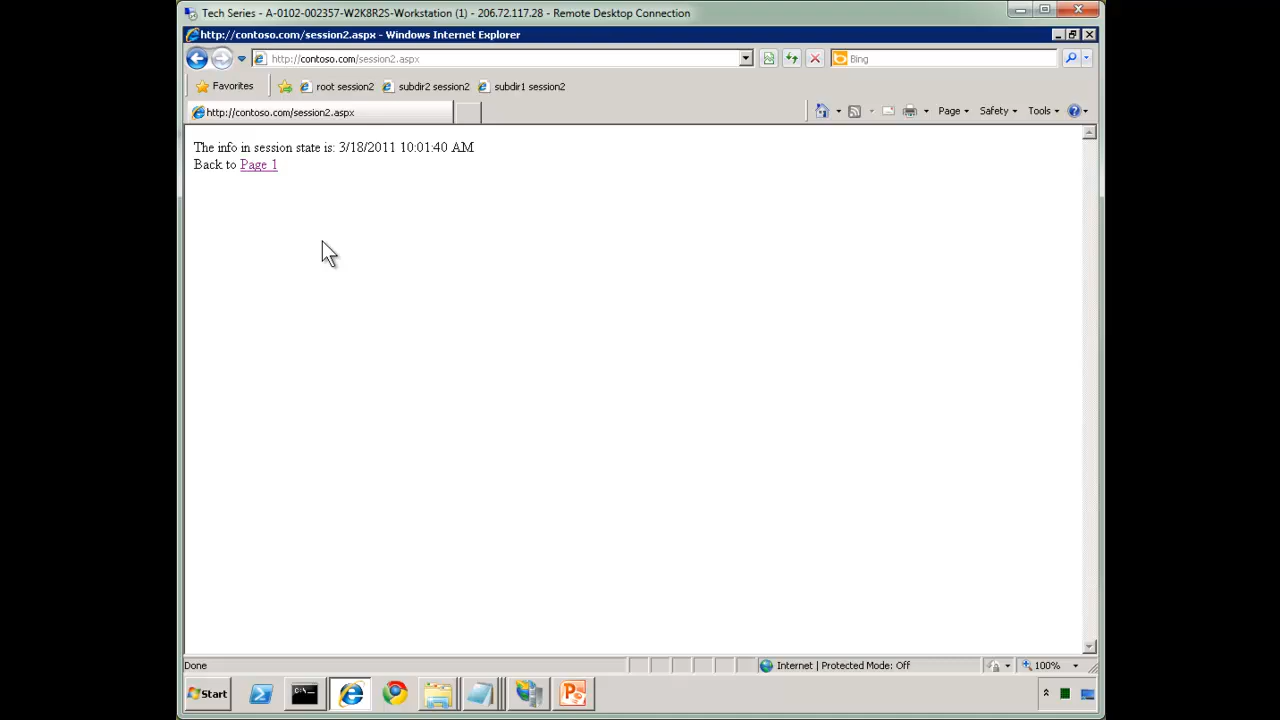 Tech Series - A-0102-002357-W2K8R2S-Workstation (1) - 206.72.117.28 - Remote Desktop Connection
http://contoso.com/session2.aspx - Windows Internet Explorer
http://contoso.com/session2.aspx
Bing
Favorites
root session2
subdir2 session2
subdir1 session2
http://contoso.com/session2.aspx
Page
Safety
Tools
The info in session state is: 3/18/2011 10:01:40 AM
Back to Page 1
Done
Internet | Protected Mode: Off
100%
Start